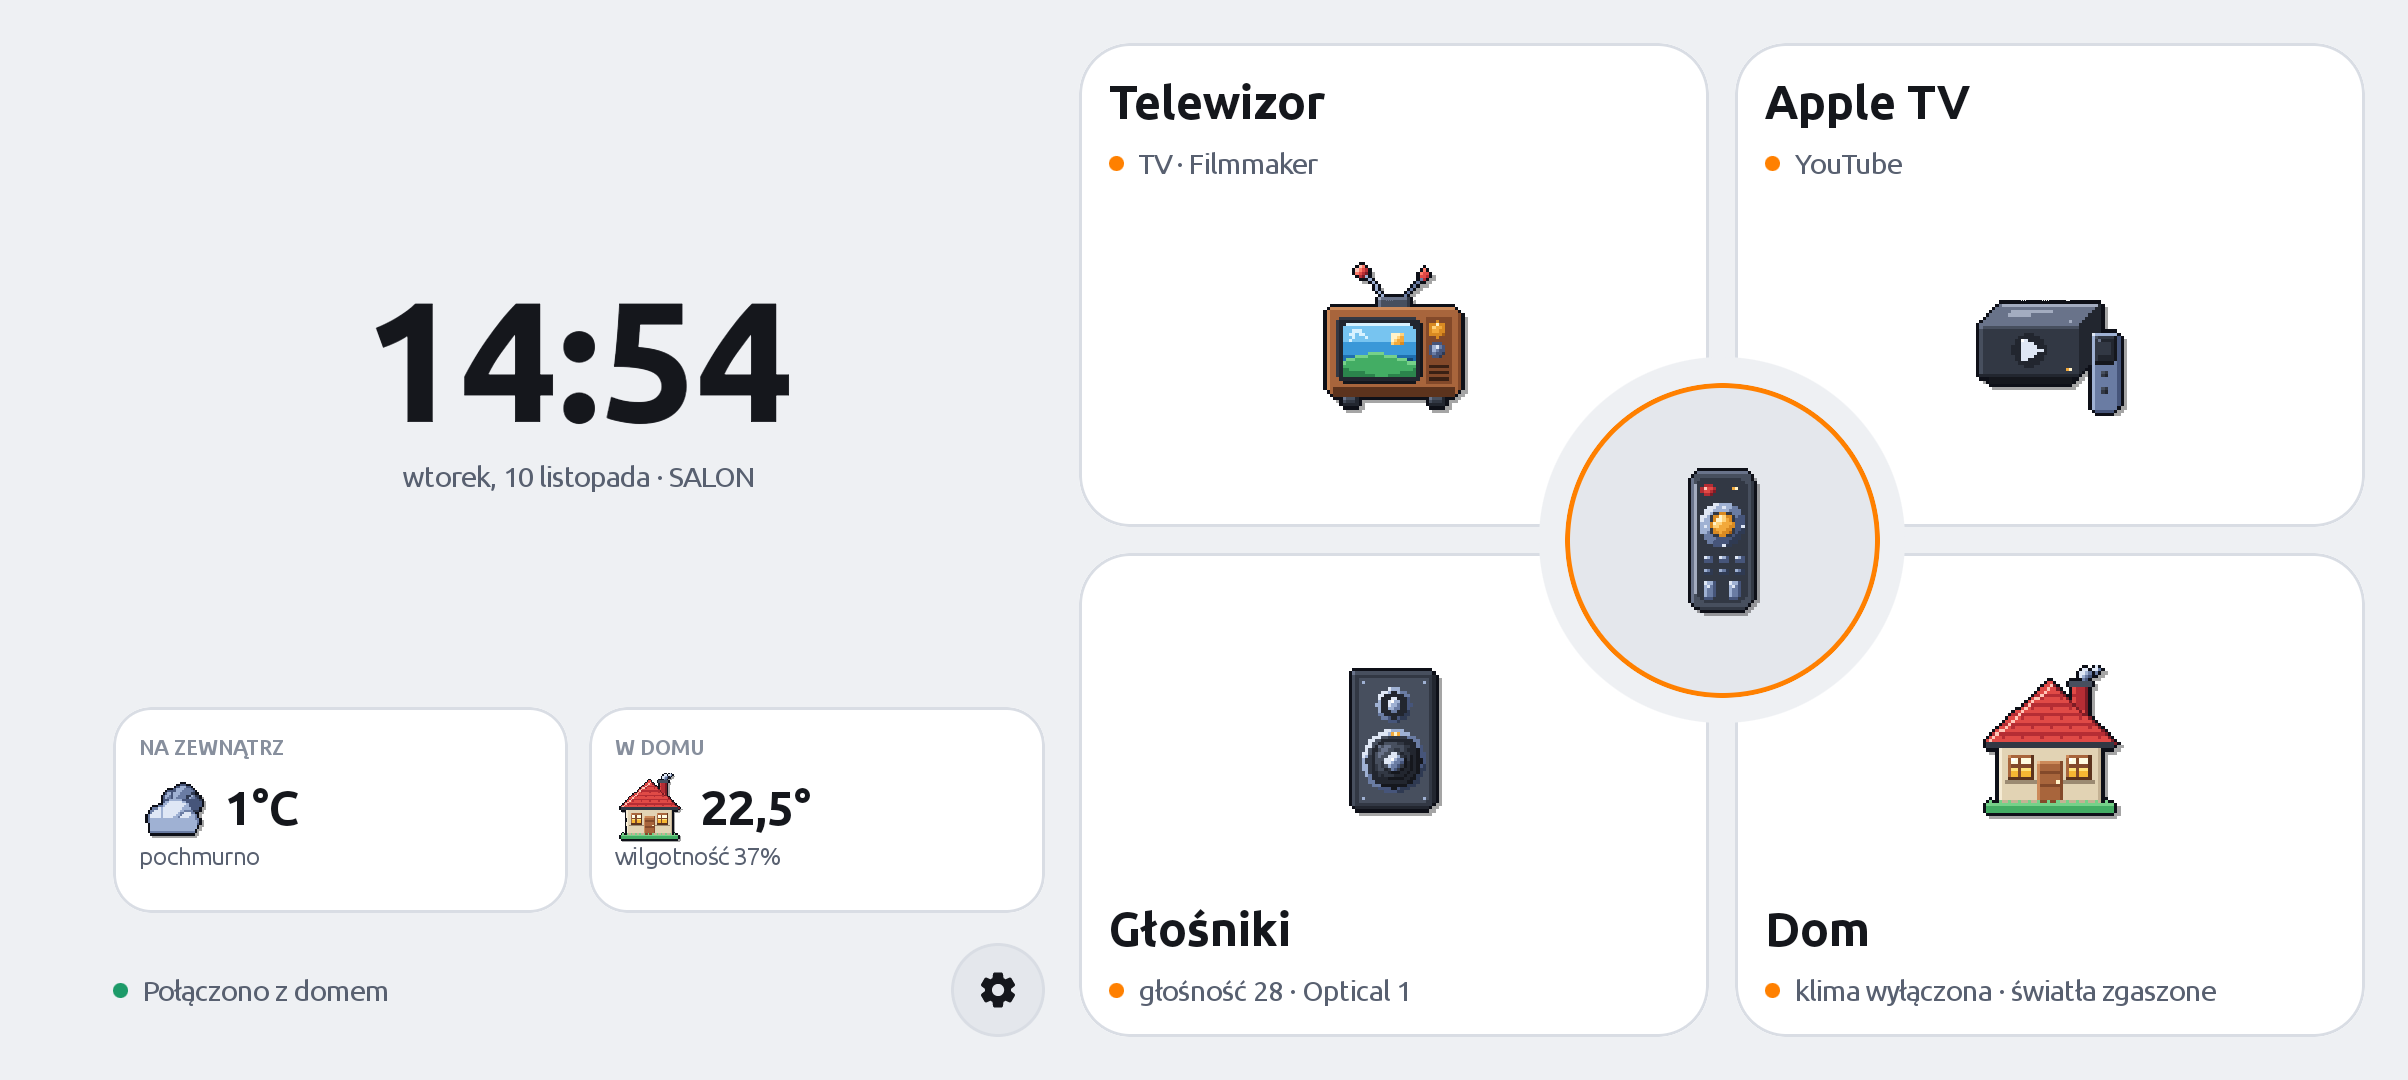 14:54
wtorek, 10 listopada · SALON
NA ZEWNĄTRZ
1°C
pochmurno
W DOMU
22,5°
wilgotność 37%
Połączono z domem
Telewizor
TV · Filmmaker
Apple TV
YouTube
Głośniki
głośność 28 · Optical 1
Dom
klima wyłączona · światła zgaszone